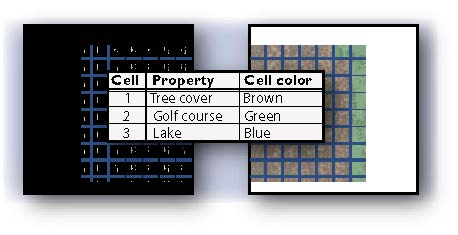 Cell Property Cell color
1 Tree cover Brown
2 Golf course Green
3 Lake Blue